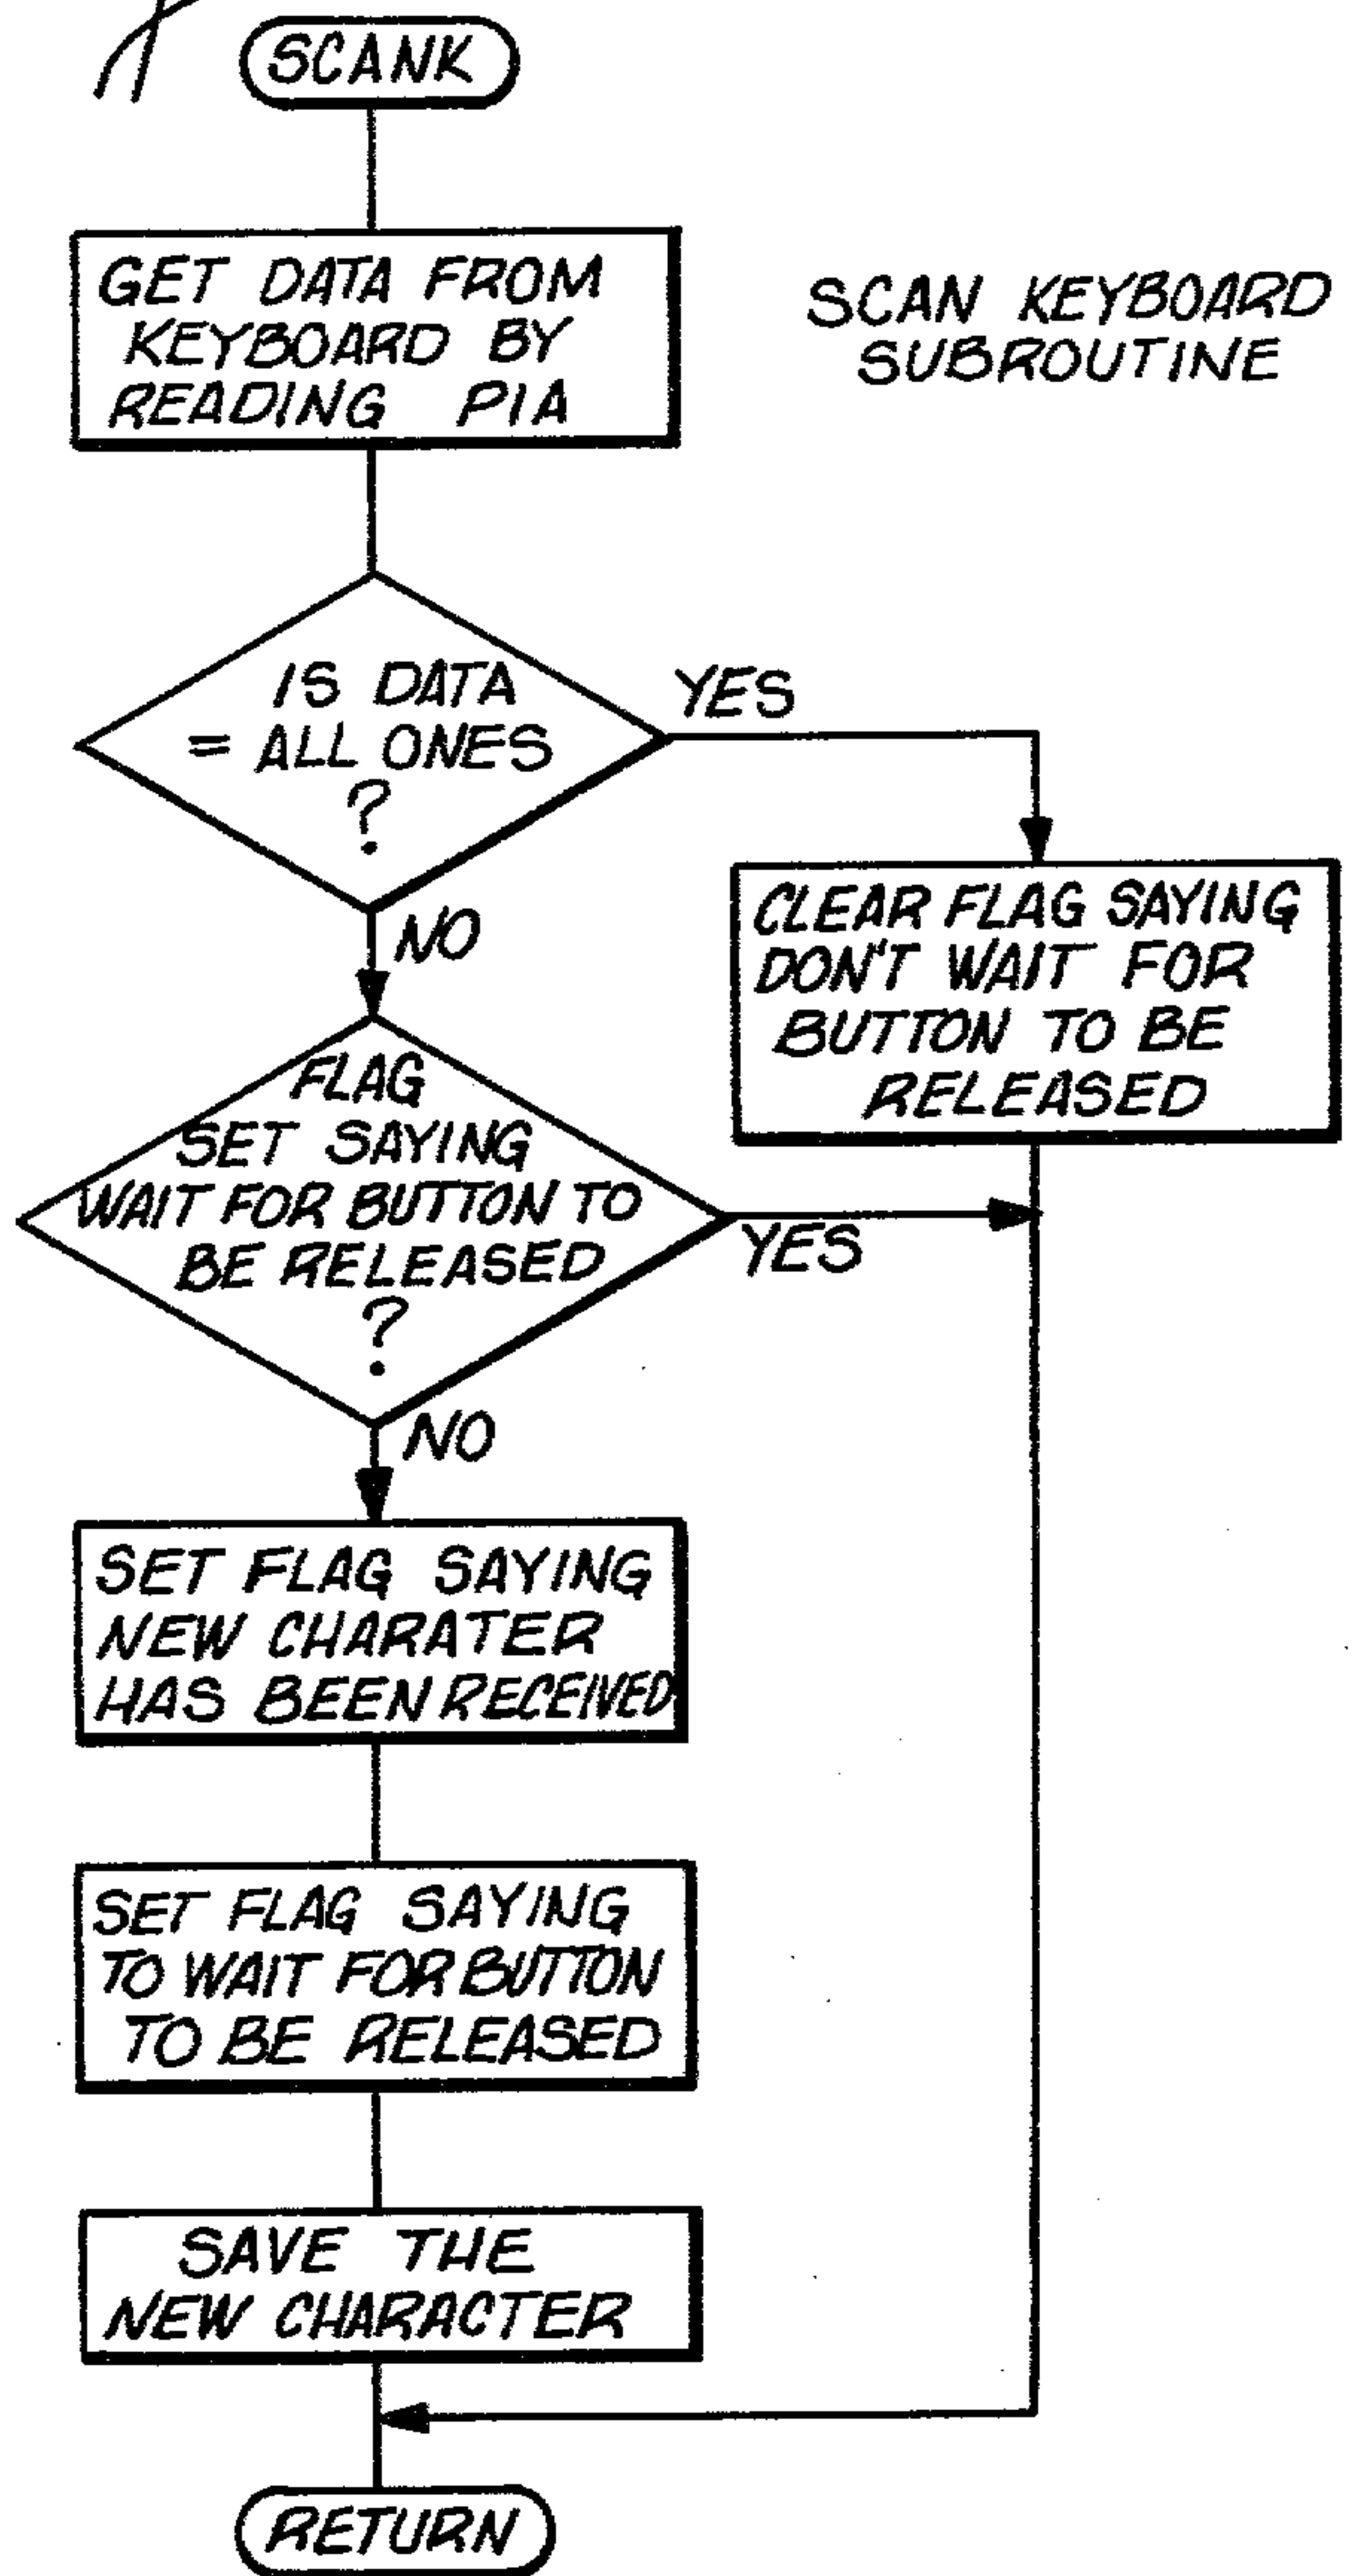 SCANK
GET DATA FROM
KEYBOARD BY
READING PIA
SCAN KEYBOARD
SUBROUTINE
IS DATA
= ALL ONES
?
YES
NO
CLEAR FLAG SAYING
DON'T WAIT FOR
BUTTON TO BE
RELEASED
FLAG
SET SAYING
WAIT FOR BUTTON TO
BE RELEASED
?
YES
NO
SET FLAG SAYING
NEW CHARATER
HAS BEEN RECEIVED
SET FLAG SAYING
TO WAIT FOR BUTTON
TO BE RELEASED
SAVE THE
NEW CHARACTER
RETURN